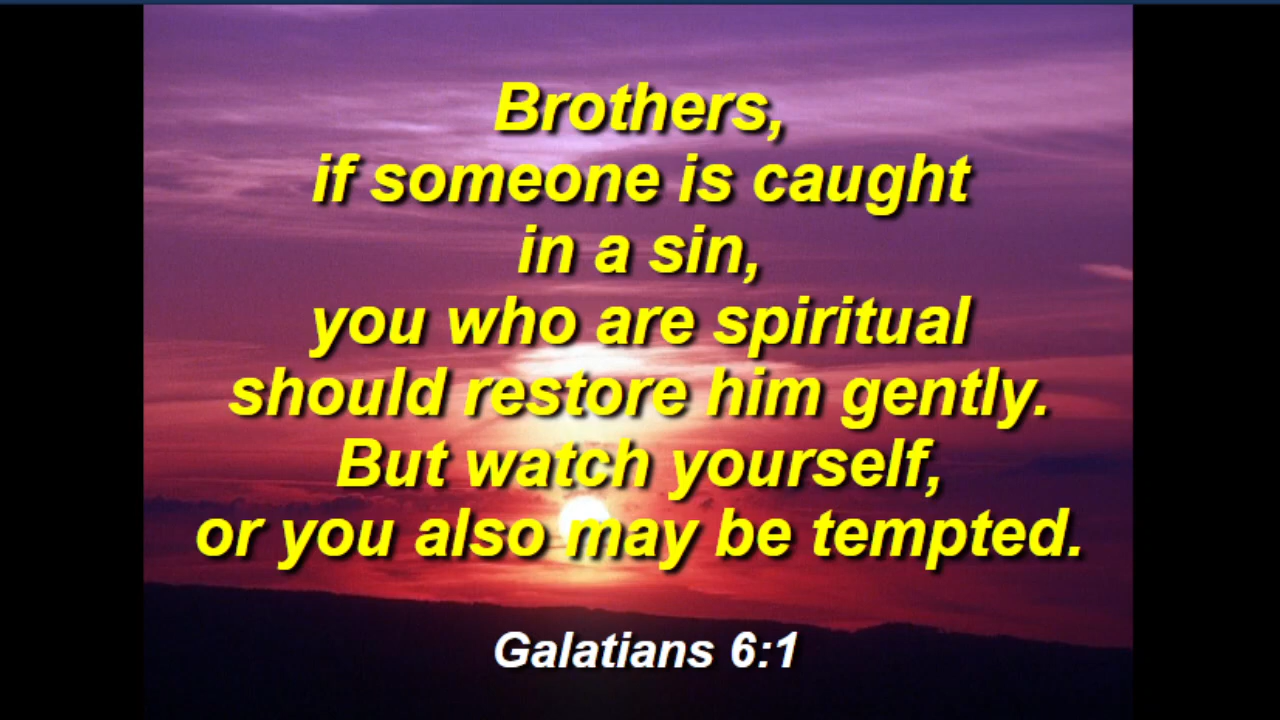 Brothers,
if someone is caught
in a sin,
you who are spiritual
should restore him gently.
But watch yourself,
or you also may be tempted.
Galatians 6:1